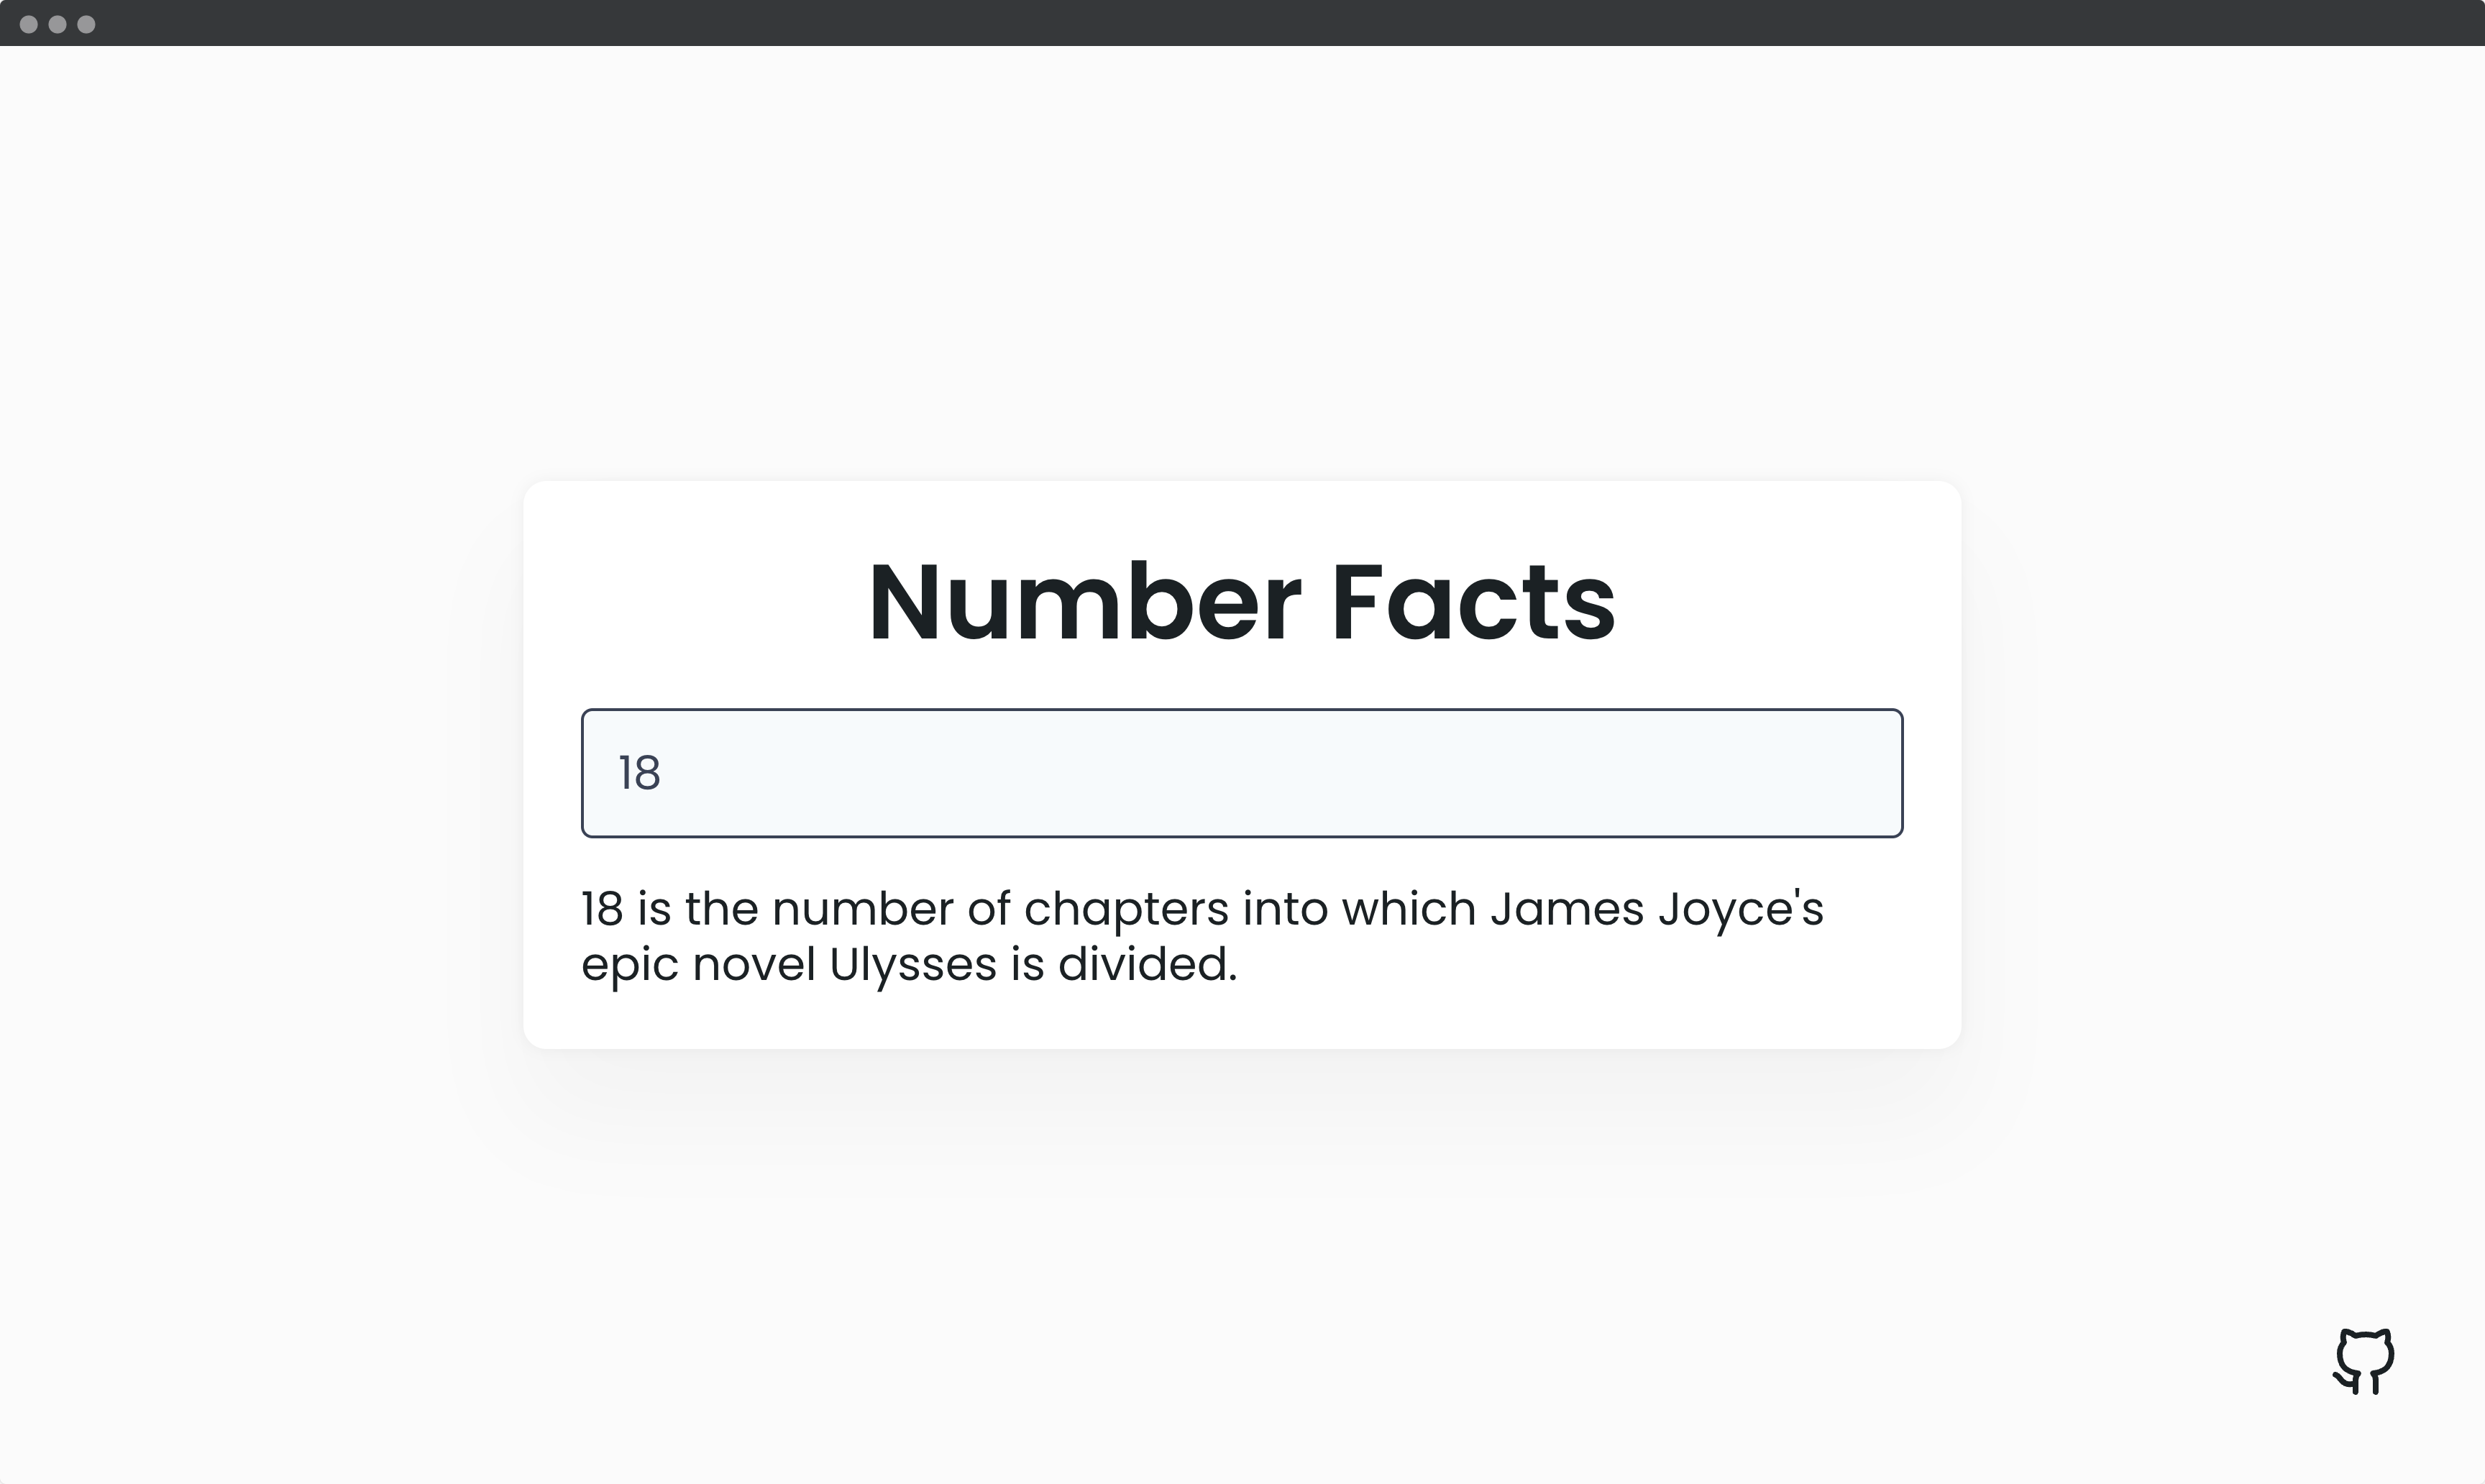 Number Facts
18
18 is the number of chapters into which James Joyce's
epic novel Ulysses is divided.